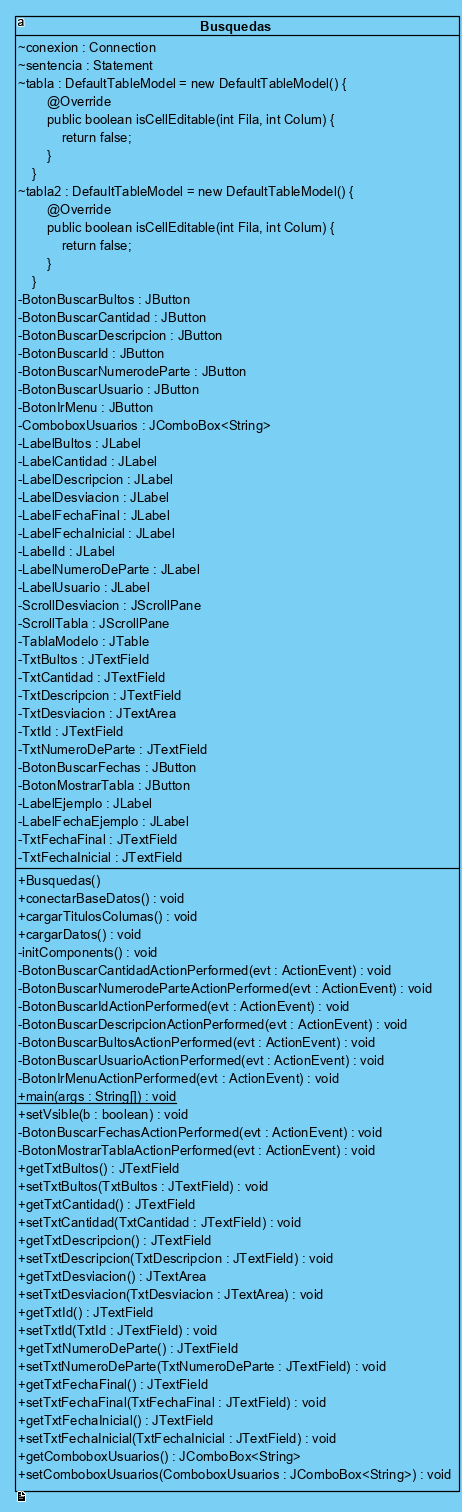 a
Busquedas
~conexion : Connection
~sentencia : Statement
~tabla : DefaultTableModel = new DefaultTableModel() {
@Override
public boolean isCellEditable(int Fila, int Colum) {
return false;
}
}
~tabla2 : DefaultTableModel = new DefaultTableModel() {
@Override
public boolean isCellEditable(int Fila, int Colum) {
return false;
}
}
-BotonBuscarBultos : JButton
-BotonBuscarCantidad : JButton
-BotonBuscarDescripcion : JButton
-BotonBuscarId : JButton
-BotonBuscarNumerodeParte : JButton
-BotonBuscarUsuario : JButton
-BotonIrMenu : JButton
-ComboboxUsuarios : JComboBox<String>
-LabelBultos : JLabel
-LabelCantidad : JLabel
-LabelDescripcion : JLabel
-LabelDesviacion : JLabel
-LabelFechaFinal : JLabel
-LabelFechaInicial : JLabel
-LabelId : JLabel
-LabelNumeroDeParte : JLabel
-LabelUsuario : JLabel
-ScrollDesviacion : JScrollPane
-ScrollTabla : JScrollPane
-TablaModelo : JTable
-TxtBultos : JTextField
-TxtCantidad : JTextField
-TxtDescripcion : JTextField
-TxtDesviacion : JTextArea
-TxtId : JTextField
-TxtNumeroDeParte : JTextField
-BotonBuscarFechas : JButton
-BotonMostrarTabla : JButton
-LabelEjemplo : JLabel
-LabelFechaEjemplo : JLabel
-TxtFechaFinal : JTextField
-TxtFechaInicial : JTextField
+Busquedas()
+conectarBaseDatos() : void
+cargarTitulosColumas() : void
+cargarDatos() : void
-initComponents() : void
-BotonBuscarCantidadActionPerformed(evt : ActionEvent) : void
-BotonBuscarNumerodeParteActionPerformed(evt : ActionEvent) : void
-BotonBuscarIdActionPerformed(evt : ActionEvent) : void
-BotonBuscarDescripcionActionPerformed(evt : ActionEvent) : void
-BotonBuscarBultosActionPerformed(evt : ActionEvent) : void
-BotonBuscarUsuarioActionPerformed(evt : ActionEvent) : void
-BotonIrMenuActionPerformed(evt : ActionEvent) : void
+main(args : String[]) : void
+setVsible(b : boolean) : void
-BotonBuscarFechasActionPerformed(evt : ActionEvent) : void
-BotonMostrarTablaActionPerformed(evt : ActionEvent) : void
+getTxtBultos() : JTextField
+setTxtBultos(TxtBultos : JTextField) : void
+getTxtCantidad() : JTextField
+setTxtCantidad(TxtCantidad : JTextField) : void
+getTxtDescripcion() : JTextField
+setTxtDescripcion(TxtDescripcion : JTextField) : void
+getTxtDesviacion() : JTextArea
+setTxtDesviacion(TxtDesviacion : JTextArea) : void
+getTxtId() : JTextField
+setTxtId(TxtId : JTextField) : void
+getTxtNumeroDeParte() : JTextField
+setTxtNumeroDeParte(TxtNumeroDeParte : JTextField) : void
+getTxtFechaFinal() : JTextField
+setTxtFechaFinal(TxtFechaFinal : JTextField) : void
+getTxtFechaInicial() : JTextField
+setTxtFechaInicial(TxtFechaInicial : JTextField) : void
+getComboboxUsuarios() : JComboBox<String>
+setComboboxUsuarios(ComboboxUsuarios : JComboBox<String>) : void